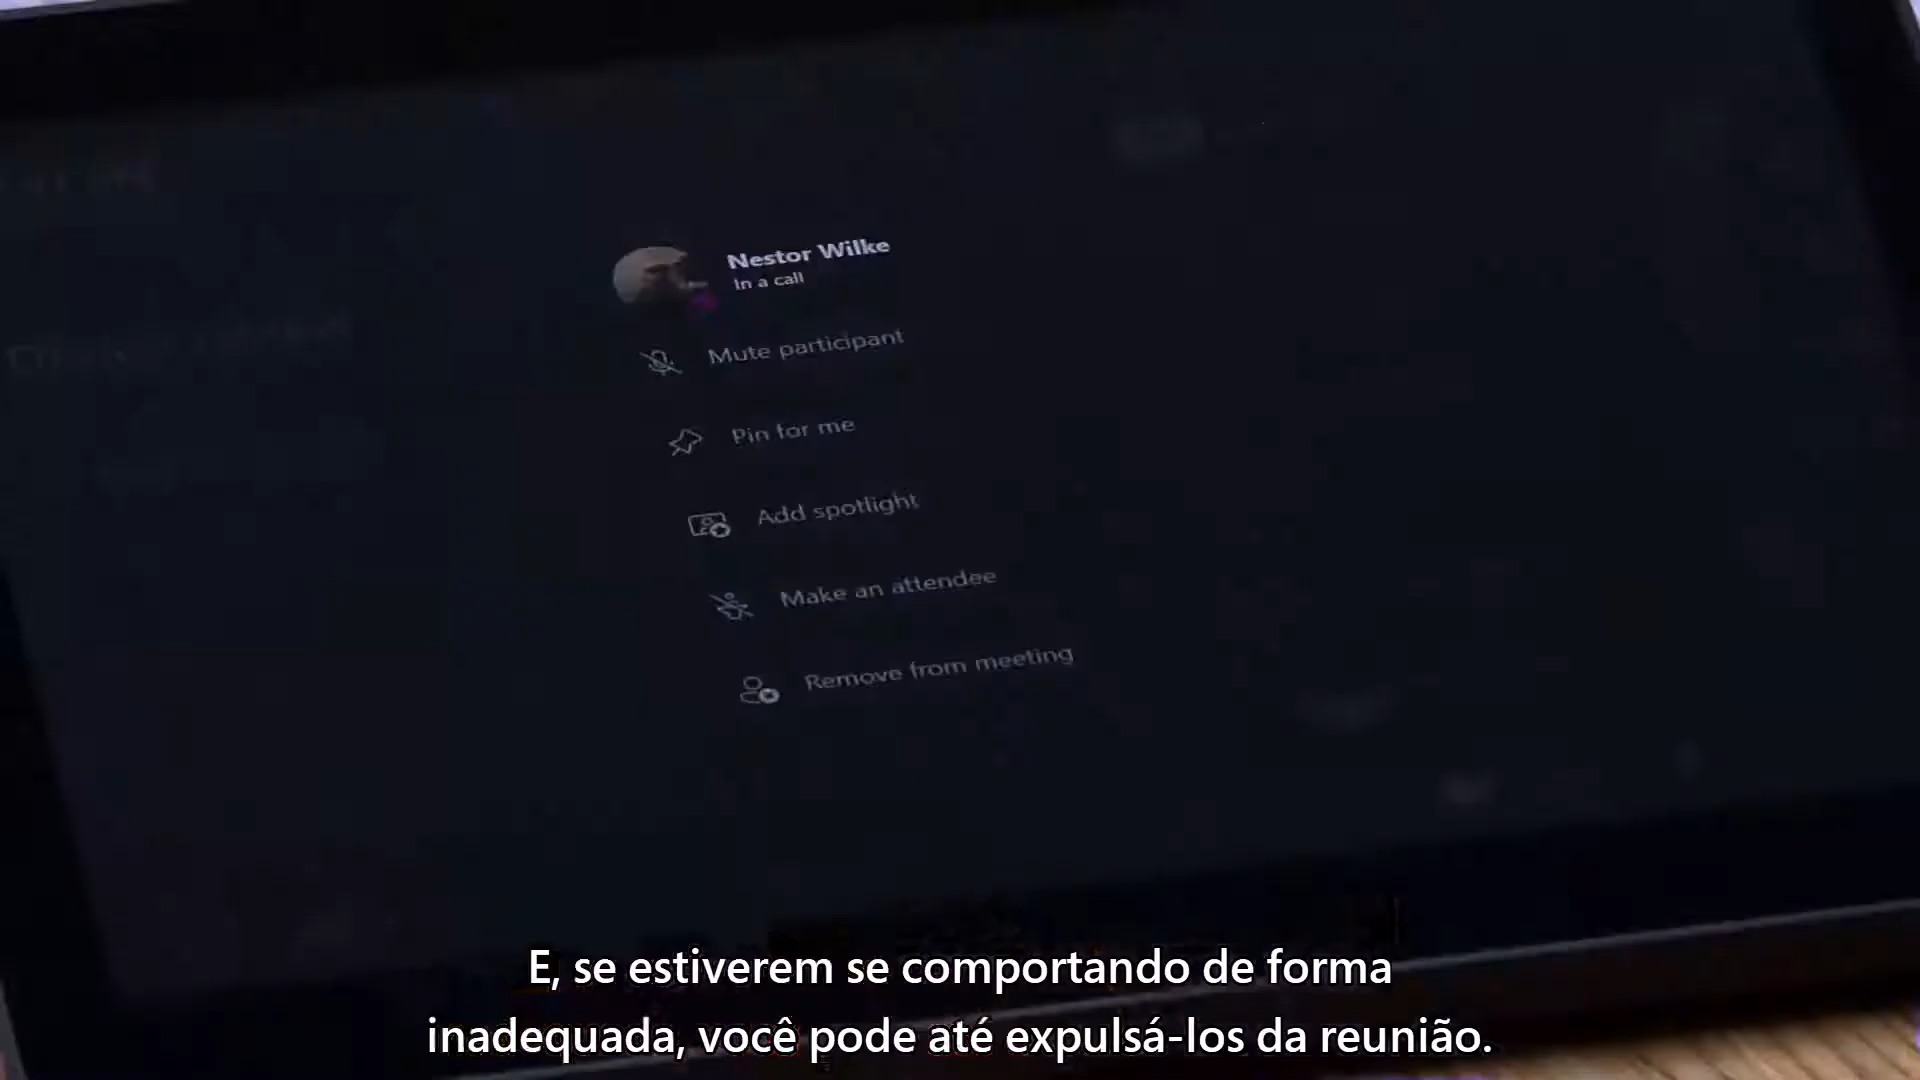 Nestor Wilke
In a call
Mute participant
Pin for me
Add spotlight
Make an attendee
Remove from meeting
E, se estiverem se comportando de forma
inadequada, você pode até expulsá-los da reunião.